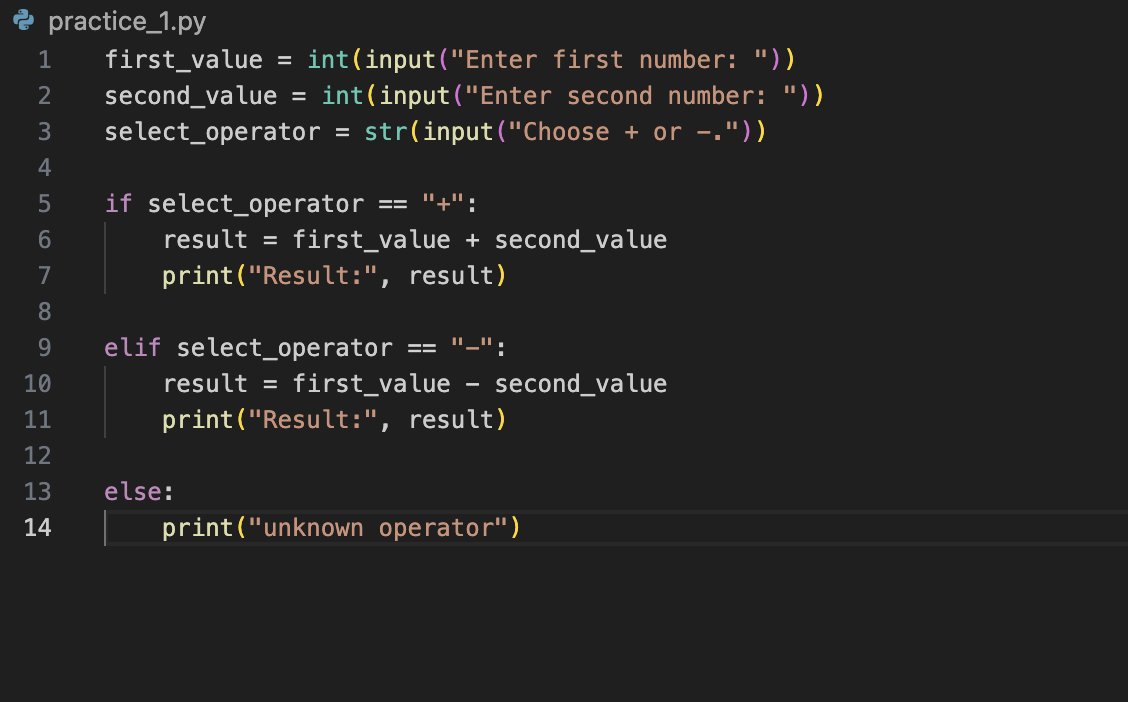 practice_1.py
1 first_value = int(input("Enter first number: "))
2 second_value = int(input("Enter second number: "))
3 select_operator = str(input("Choose + or -."))
4
5 if select_operator == "+":
6     result = first_value + second_value
7     print("Result:", result)
8
9 elif select_operator == "-":
10     result = first_value - second_value
11     print("Result:", result)
12
13 else:
14     print("unknown operator")